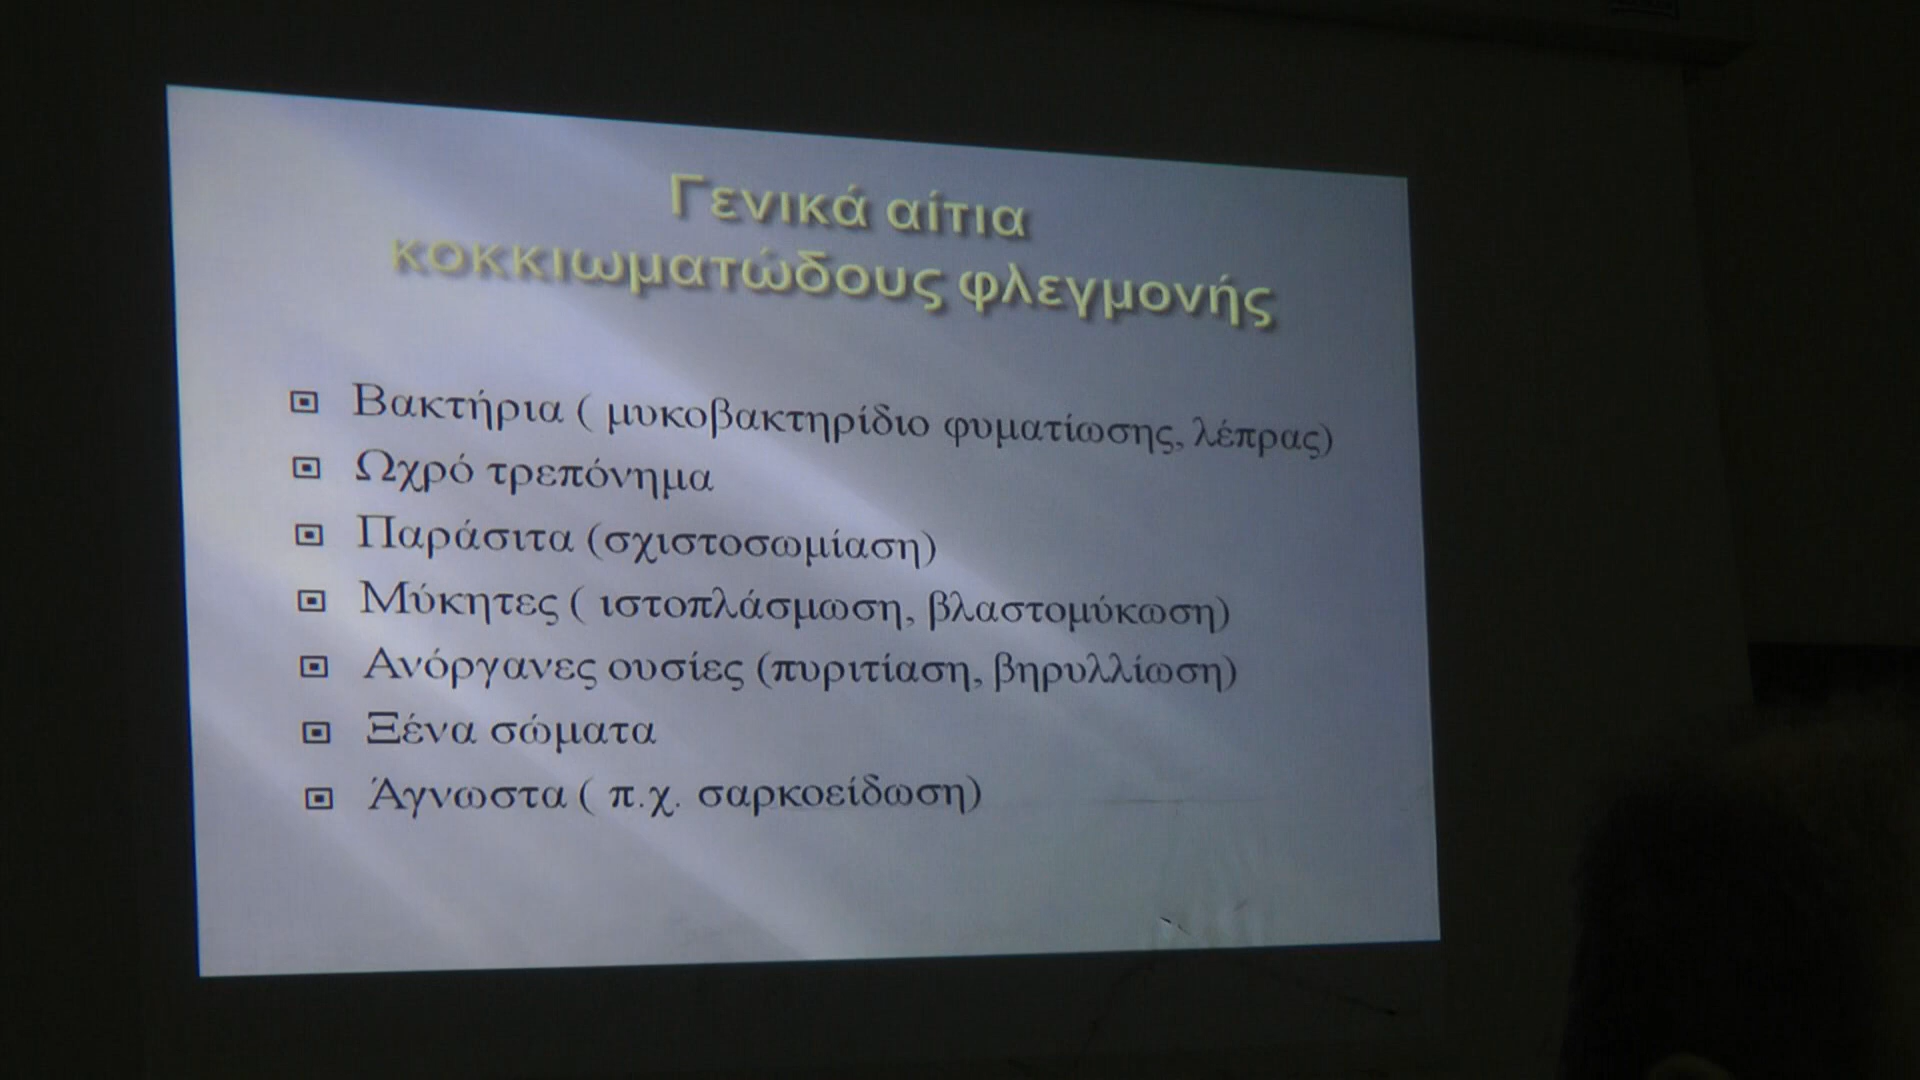 Γενικά αίτια
κοκκιωματώδους φλεγμονής
Βακτήρια ( μυκοβακτηρίδιο φυματίωσης, λέπρας)
Ωχρό τρεπόνημα
Παράσιτα (σχιστοσωμίαση)
Μύκητες ( ιστοπλάσμωση, βλαστομύκωση)
Ανόργανες ουσίες (πυριτίαση, βηρυλλίωση)
Ξένα σώματα
Άγνωστα ( π.χ. σαρκοείδωση)